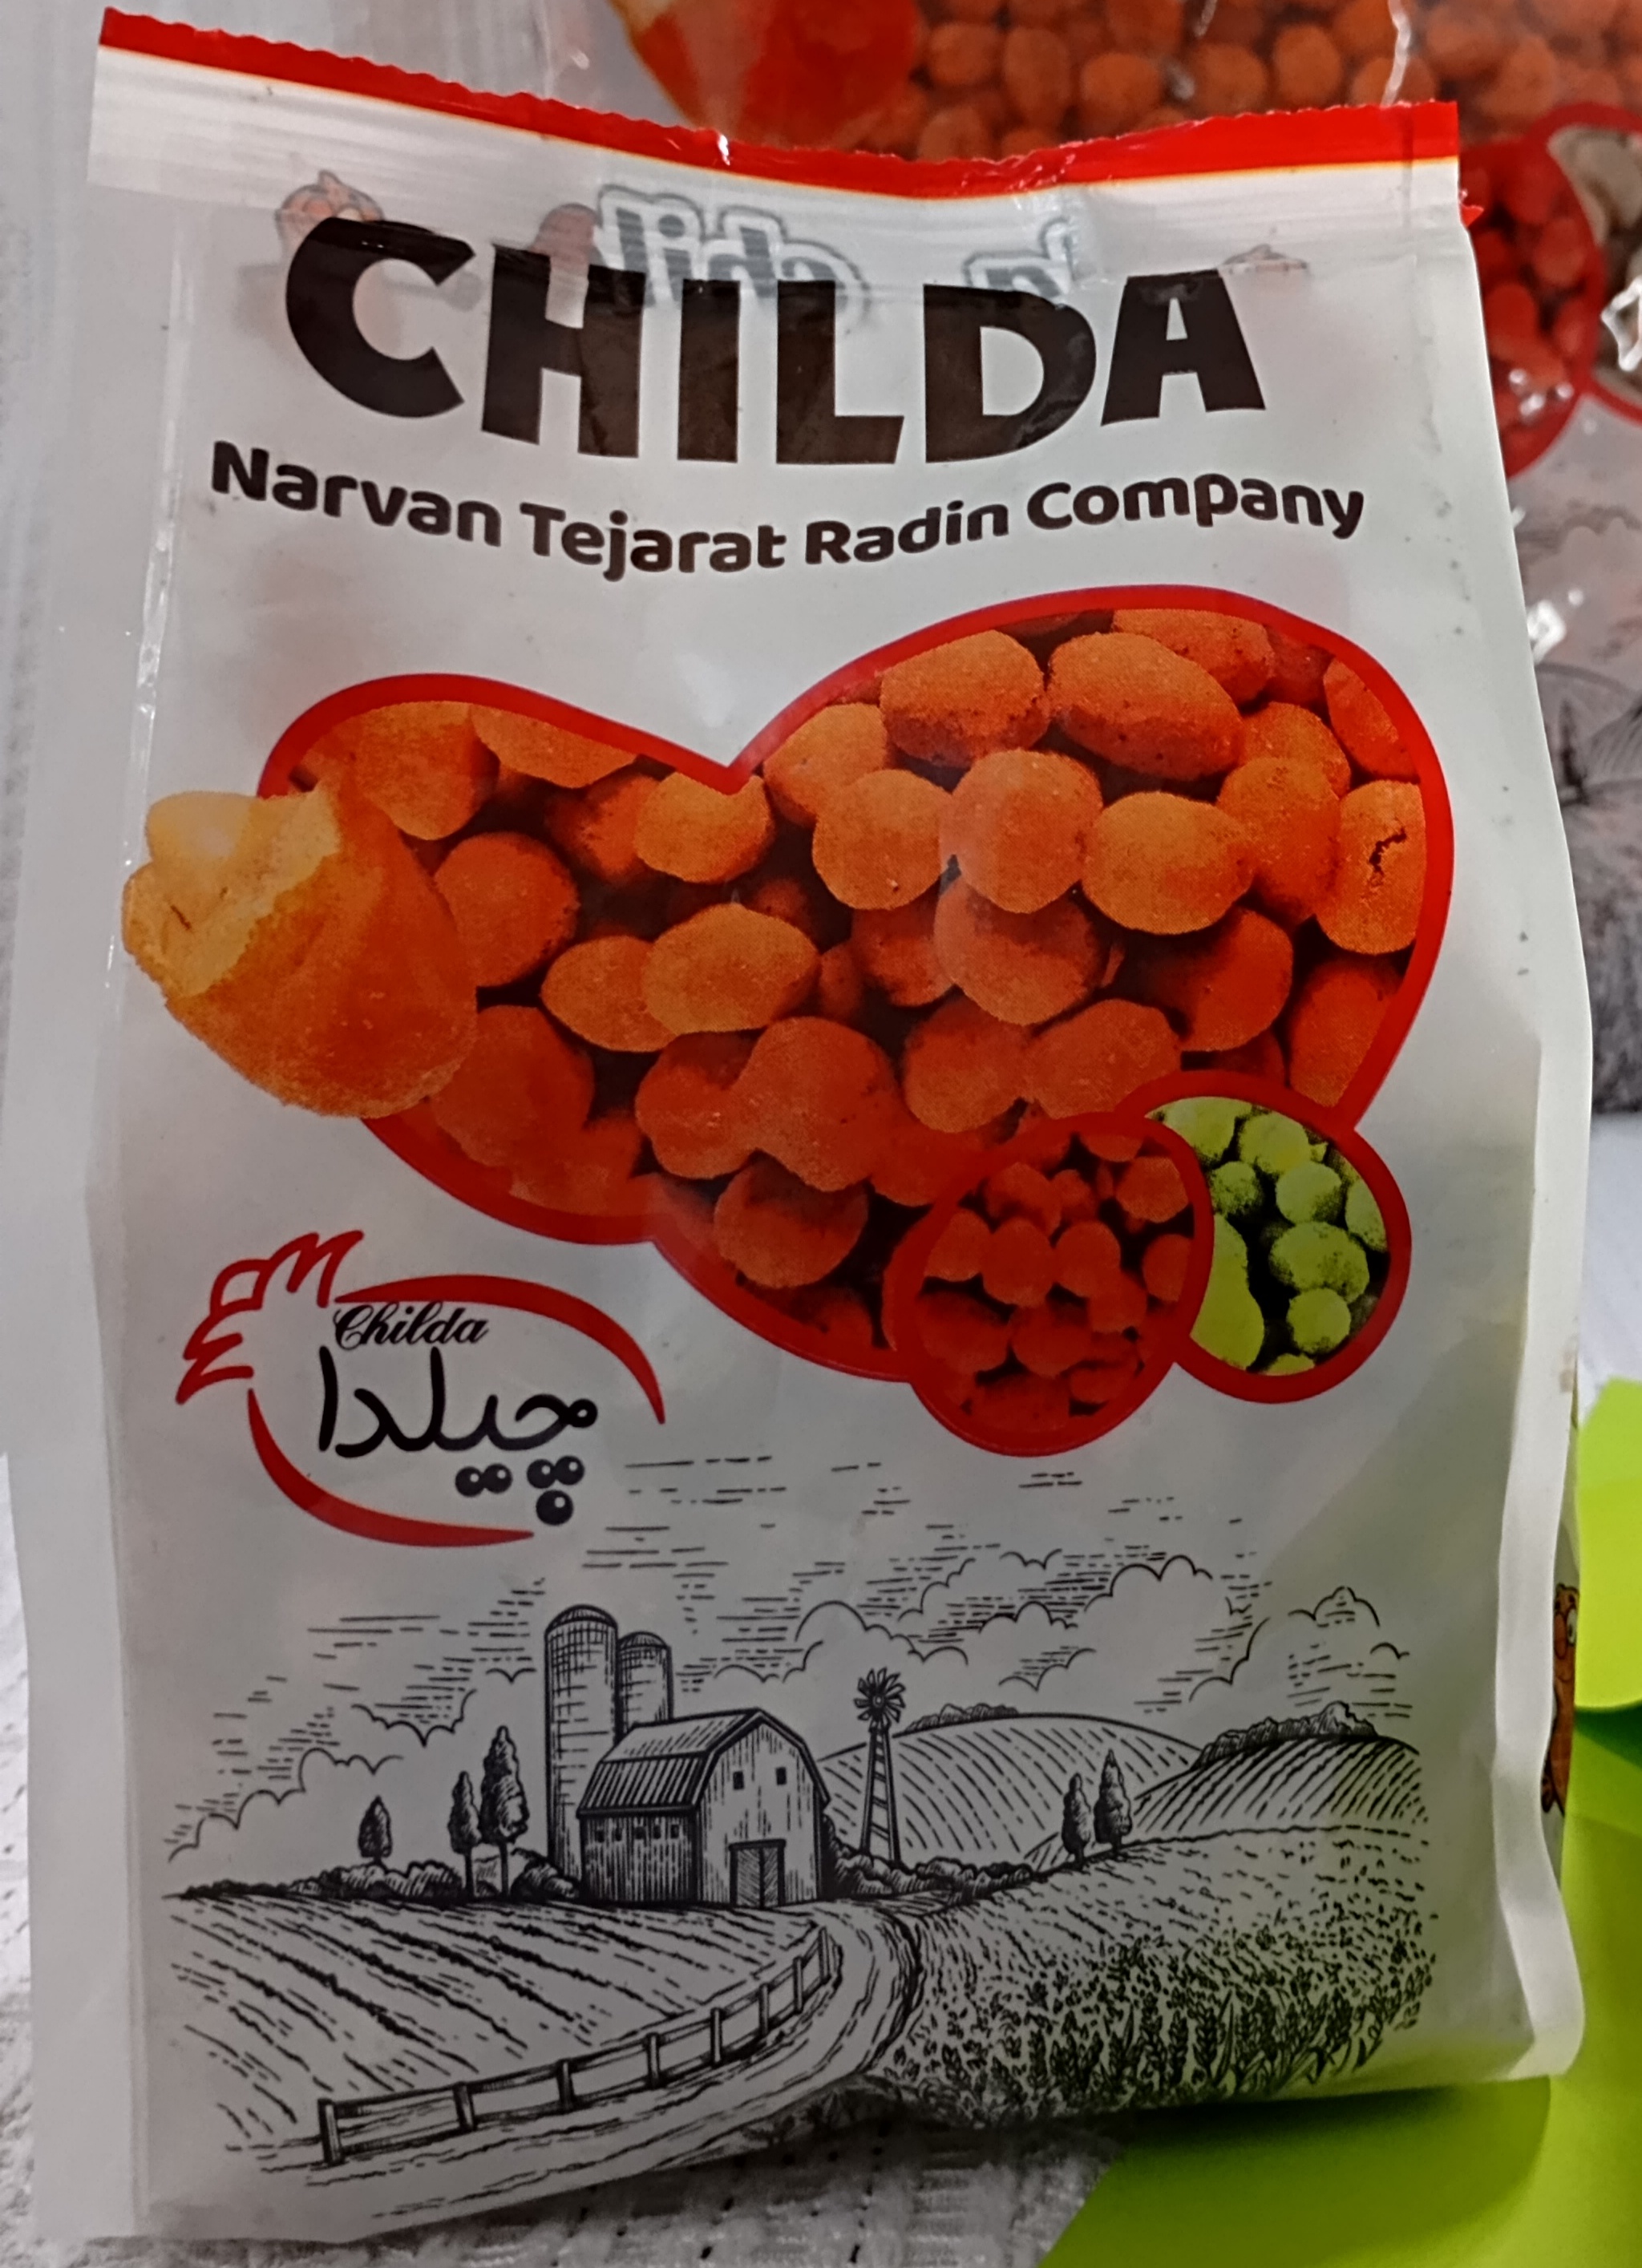 CHILDA
Narvan Tejarat Radin Company
Childa
چیلدا